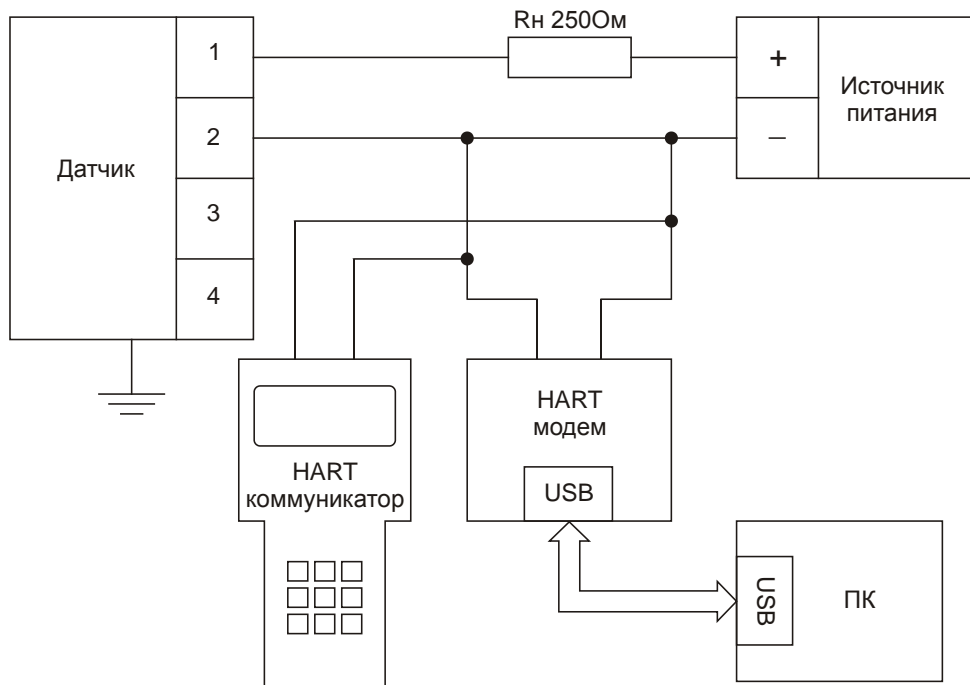 Rн 250Ом
1
2
3
4
Датчик
+
–
Источник
питания
HART
коммуникатор
HART
модем
USB
USB
ПК